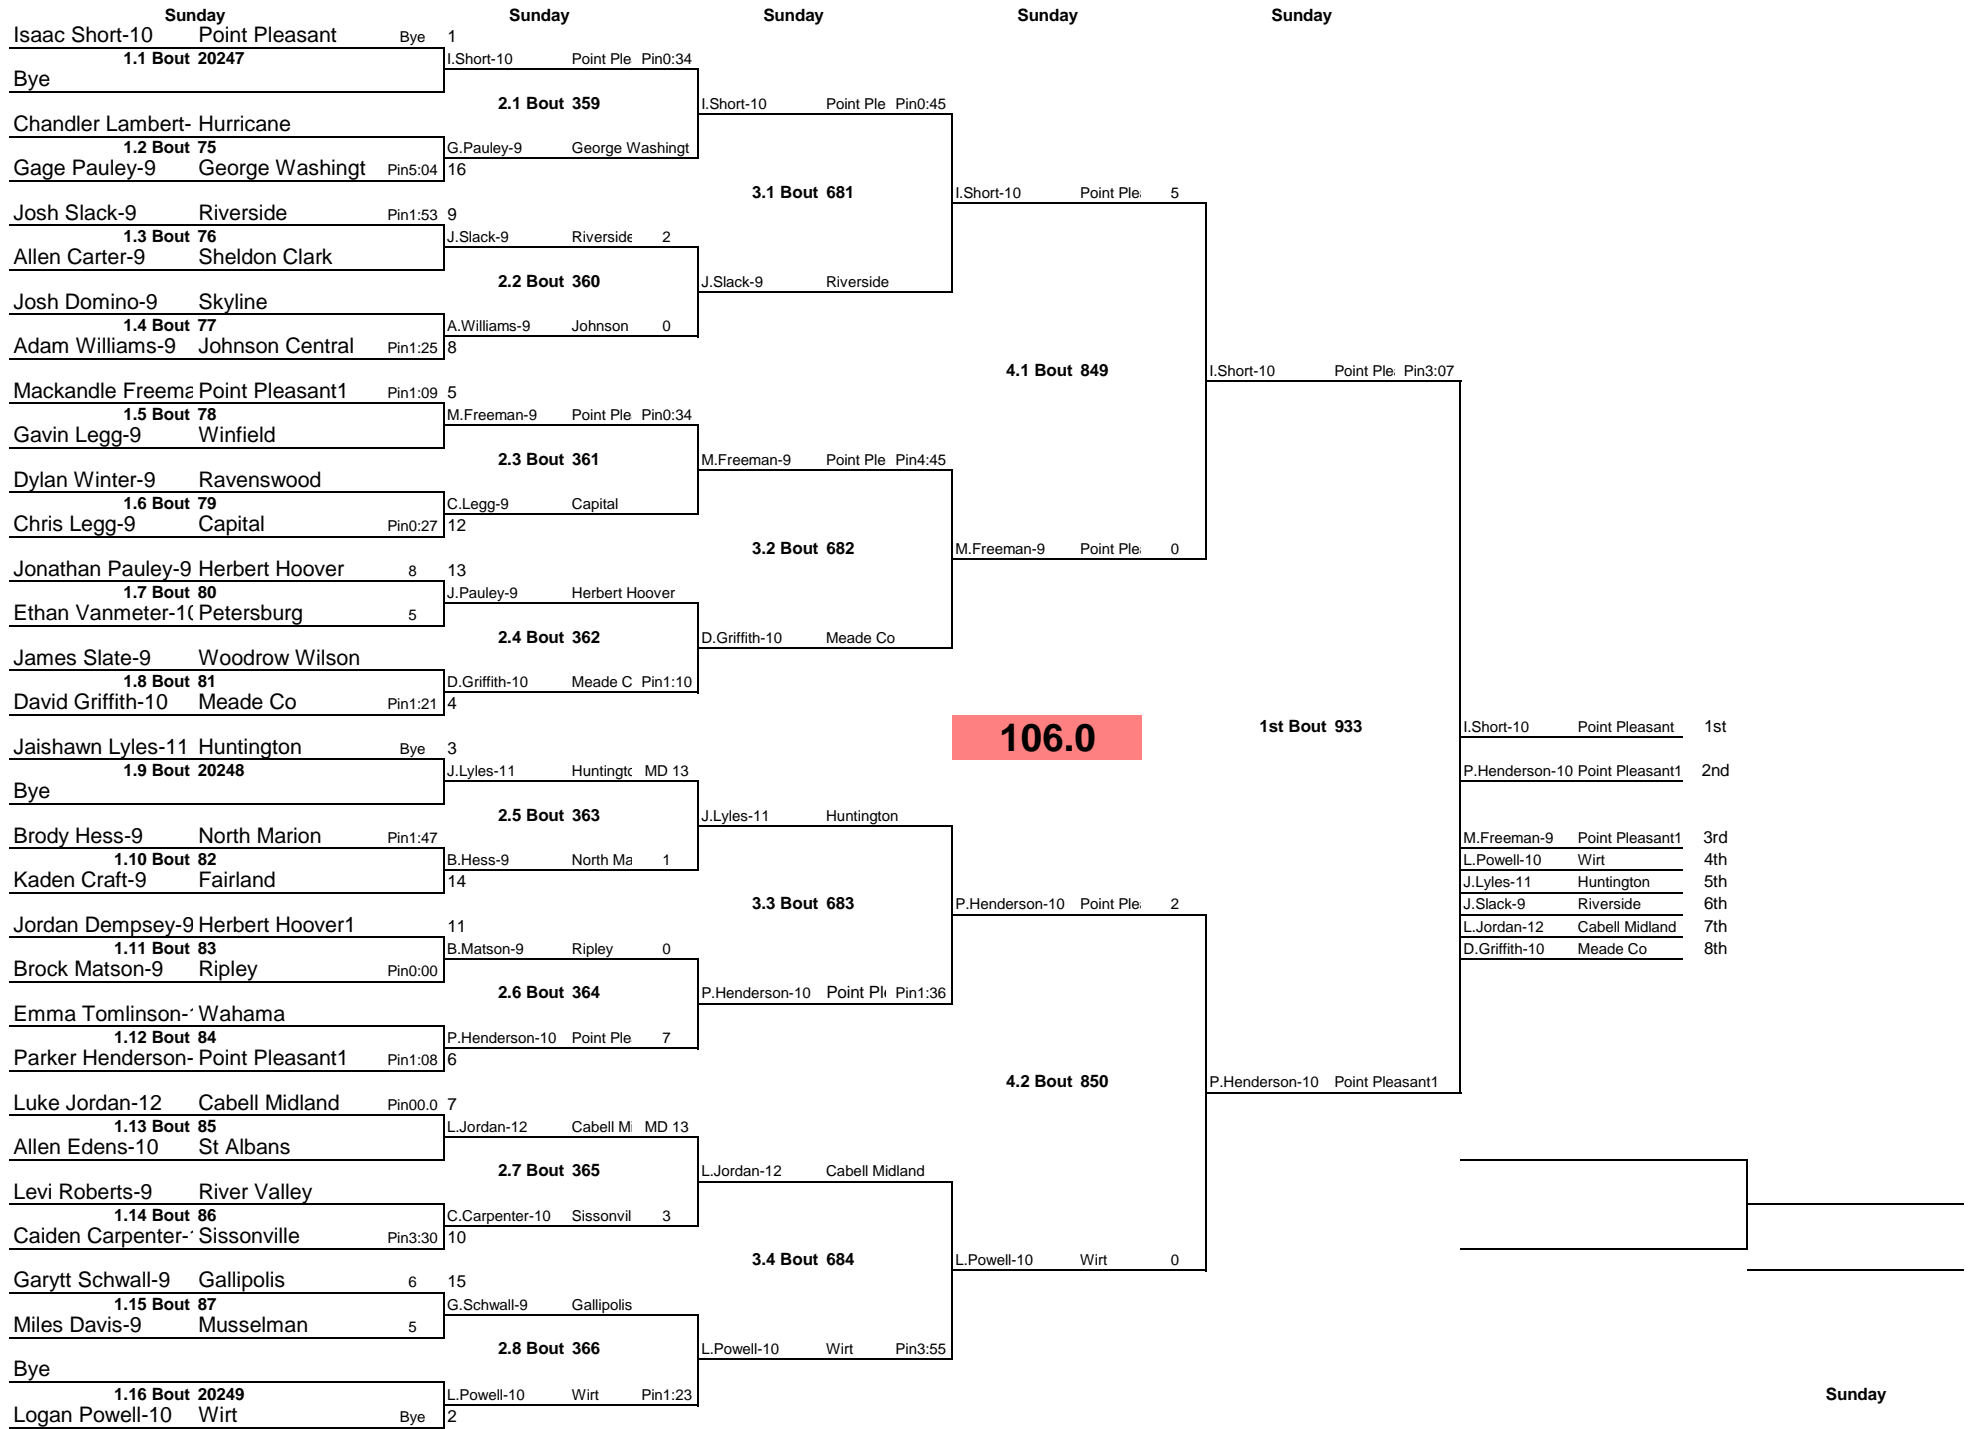 Sunday Sunday Sunday Sunday Sunday
Isaac Short-10 Point Pleasant Bye 1
1.1 Bout 20247 I.Short-10 Point Ple Pin0:34
Bye
2.1 Bout 359 I.Short-10 Point Ple Pin0:45
Chandler Lambert- Hurricane
1.2 Bout 75 G.Pauley-9 George Washingt
Gage Pauley-9 George Washingt Pin5:04 16
3.1 Bout 681 I.Short-10 Point Ple 5
Josh Slack-9 Riverside Pin1:53 9
1.3 Bout 76 J.Slack-9 Riverside 2
Allen Carter-9 Sheldon Clark
2.2 Bout 360 J.Slack-9 Riverside
Josh Domino-9 Skyline
1.4 Bout 77 A.Williams-9 Johnson 0
Adam Williams-9 Johnson Central Pin1:25 8
4.1 Bout 849 I.Short-10 Point Ple Pin3:07
Mackandle Freema Point Pleasant1 Pin1:09 5
1.5 Bout 78 M.Freeman-9 Point Ple Pin0:34
Gavin Legg-9 Winfield
2.3 Bout 361 M.Freeman-9 Point Ple Pin4:45
Dylan Winter-9 Ravenswood
1.6 Bout 79 C.Legg-9 Capital
Chris Legg-9 Capital Pin0:27 12
3.2 Bout 682 M.Freeman-9 Point Ple 0
Jonathan Pauley-9 Herbert Hoover 8 13
1.7 Bout 80 J.Pauley-9 Herbert Hoover
Ethan Vanmeter-10 Petersburg 5
2.4 Bout 362 D.Griffith-10 Meade Co
James Slate-9 Woodrow Wilson
1.8 Bout 81 D.Griffith-10 Meade C Pin1:10
David Griffith-10 Meade Co Pin1:21 4
106.0 1st Bout 933 I.Short-10 Point Pleasant 1st
Jaishawn Lyles-11 Huntington Bye 3
1.9 Bout 20248 J.Lyles-11 Huntingto MD 13 P.Henderson-10 Point Pleasant1 2nd
Bye
2.5 Bout 363 J.Lyles-11 Huntington
Brody Hess-9 North Marion Pin1:47 M.Freeman-9 Point Pleasant1 3rd
1.10 Bout 82 B.Hess-9 North Ma 1 L.Powell-10 Wirt 4th
Kaden Craft-9 Fairland 14 J.Lyles-11 Huntington 5th
3.3 Bout 683 P.Henderson-10 Point Ple 2 J.Slack-9 Riverside 6th
Jordan Dempsey-9 Herbert Hoover1 11 L.Jordan-12 Cabell Midland 7th
1.11 Bout 83 B.Matson-9 Ripley 0 D.Griffith-10 Meade Co 8th
Brock Matson-9 Ripley Pin0:00
2.6 Bout 364 P.Henderson-10 Point Pl Pin1:36
Emma Tomlinson- Wahama
1.12 Bout 84 P.Henderson-10 Point Ple 7
Parker Henderson- Point Pleasant1 Pin1:08 6
4.2 Bout 850 P.Henderson-10 Point Pleasant1
Luke Jordan-12 Cabell Midland Pin00.0 7
1.13 Bout 85 L.Jordan-12 Cabell Mi MD 13
Allen Edens-10 St Albans
2.7 Bout 365 L.Jordan-12 Cabell Midland
Levi Roberts-9 River Valley
1.14 Bout 86 C.Carpenter-10 Sissonvil 3
Caiden Carpenter- Sissonville Pin3:30 10
3.4 Bout 684 L.Powell-10 Wirt 0
Garytt Schwall-9 Gallipolis 6 15
1.15 Bout 87 G.Schwall-9 Gallipolis
Miles Davis-9 Musselman 5
2.8 Bout 366 L.Powell-10 Wirt Pin3:55
Bye
1.16 Bout 20249 L.Powell-10 Wirt Pin1:23 Sunday
Logan Powell-10 Wirt Bye 2